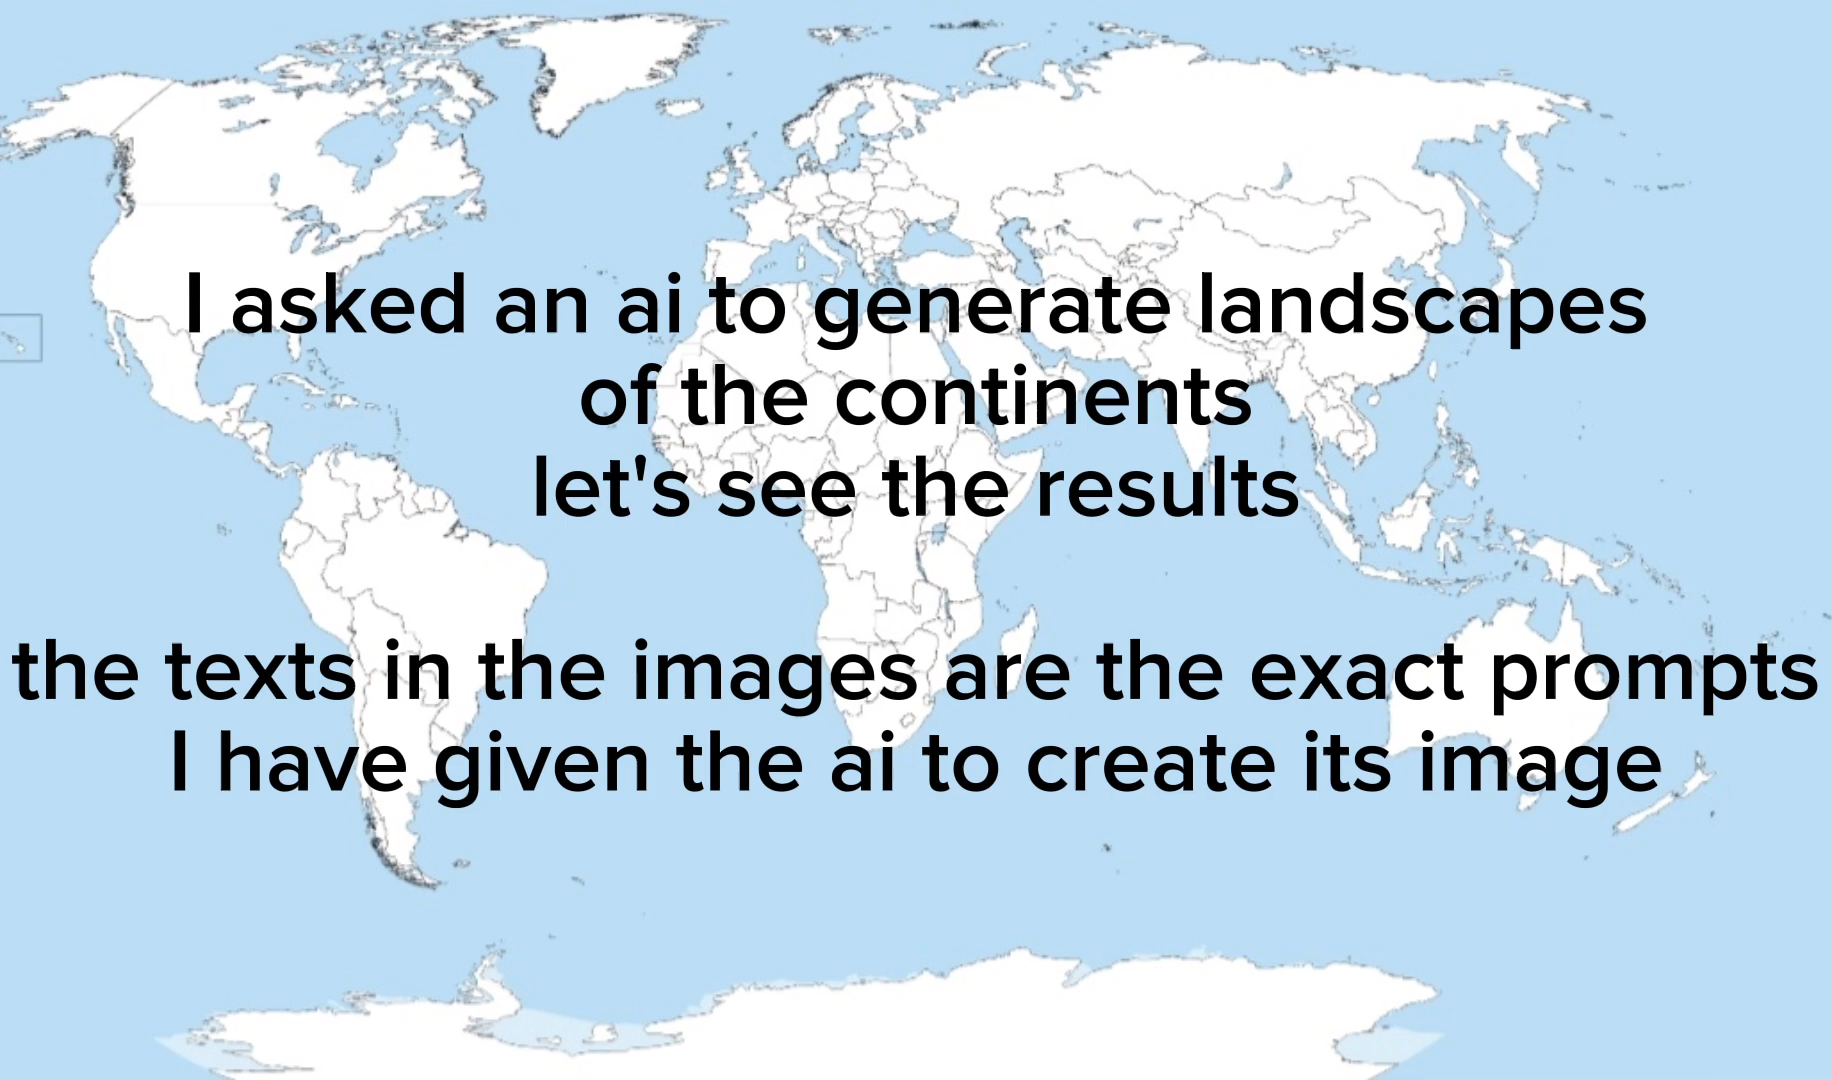 I asked an ai to generate landscapes
of the continents
let's see the results
the texts in the images are the exact prompts
I have given the ai to create its image